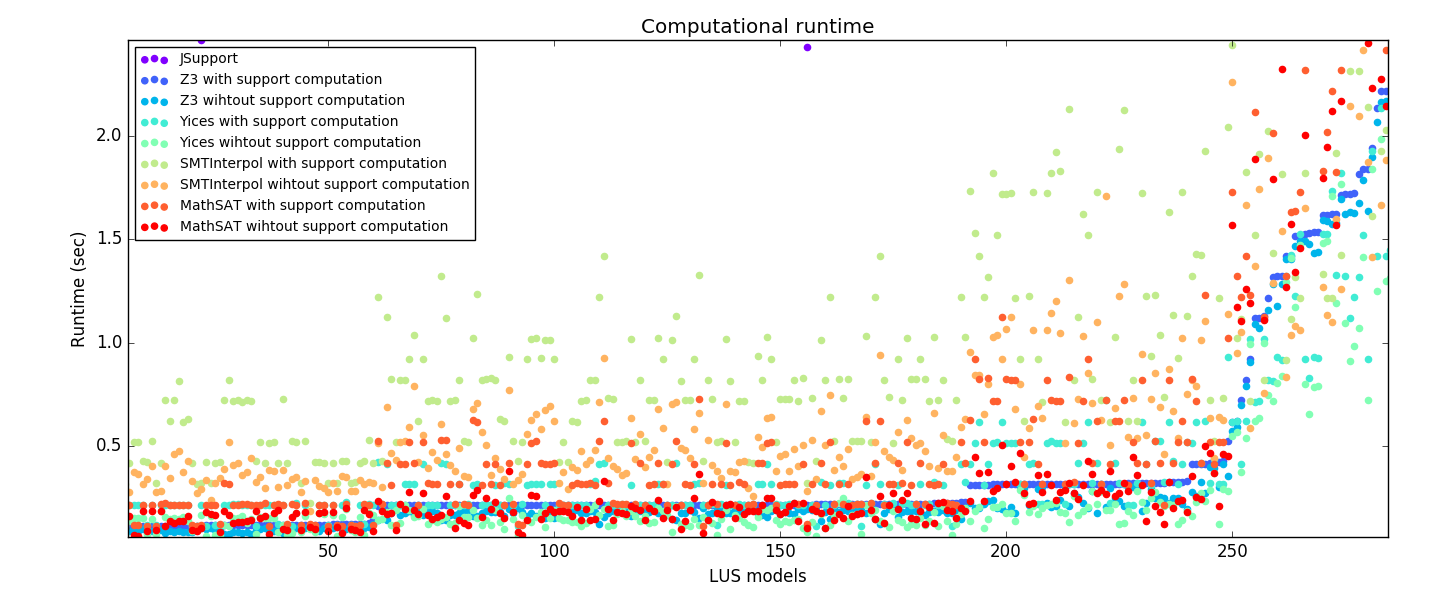 Computational runtime
JSupport
Z3 with support computation
Z3 wihtout support computation
Yices with support computation
Yices wihtout support computation
SMTInterpol with support computation
SMTInterpol wihtout support computation
MathSAT with support computation
MathSAT wihtout support computation
2.0
1.5
1.0
0.5
Runtime (sec)
50 100 150 200 250
LUS models